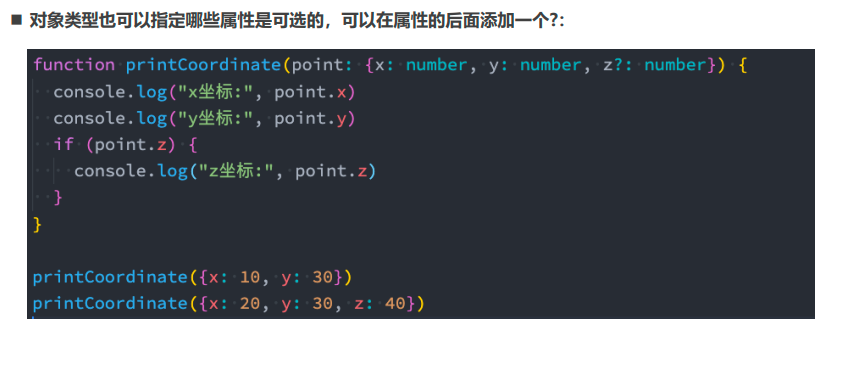 ■ 对象类型也可以指定哪些属性是可选的，可以在属性的后面添加一个?：
function printCoordinate(point: {x: number, y: number, z?: number}) {
  console.log("x坐标:", point.x)
  console.log("y坐标:", point.y)
  if (point.z) {
    console.log("z坐标:", point.z)
  }
}
printCoordinate({x: 10, y: 30})
printCoordinate({x: 20, y: 30, z: 40})